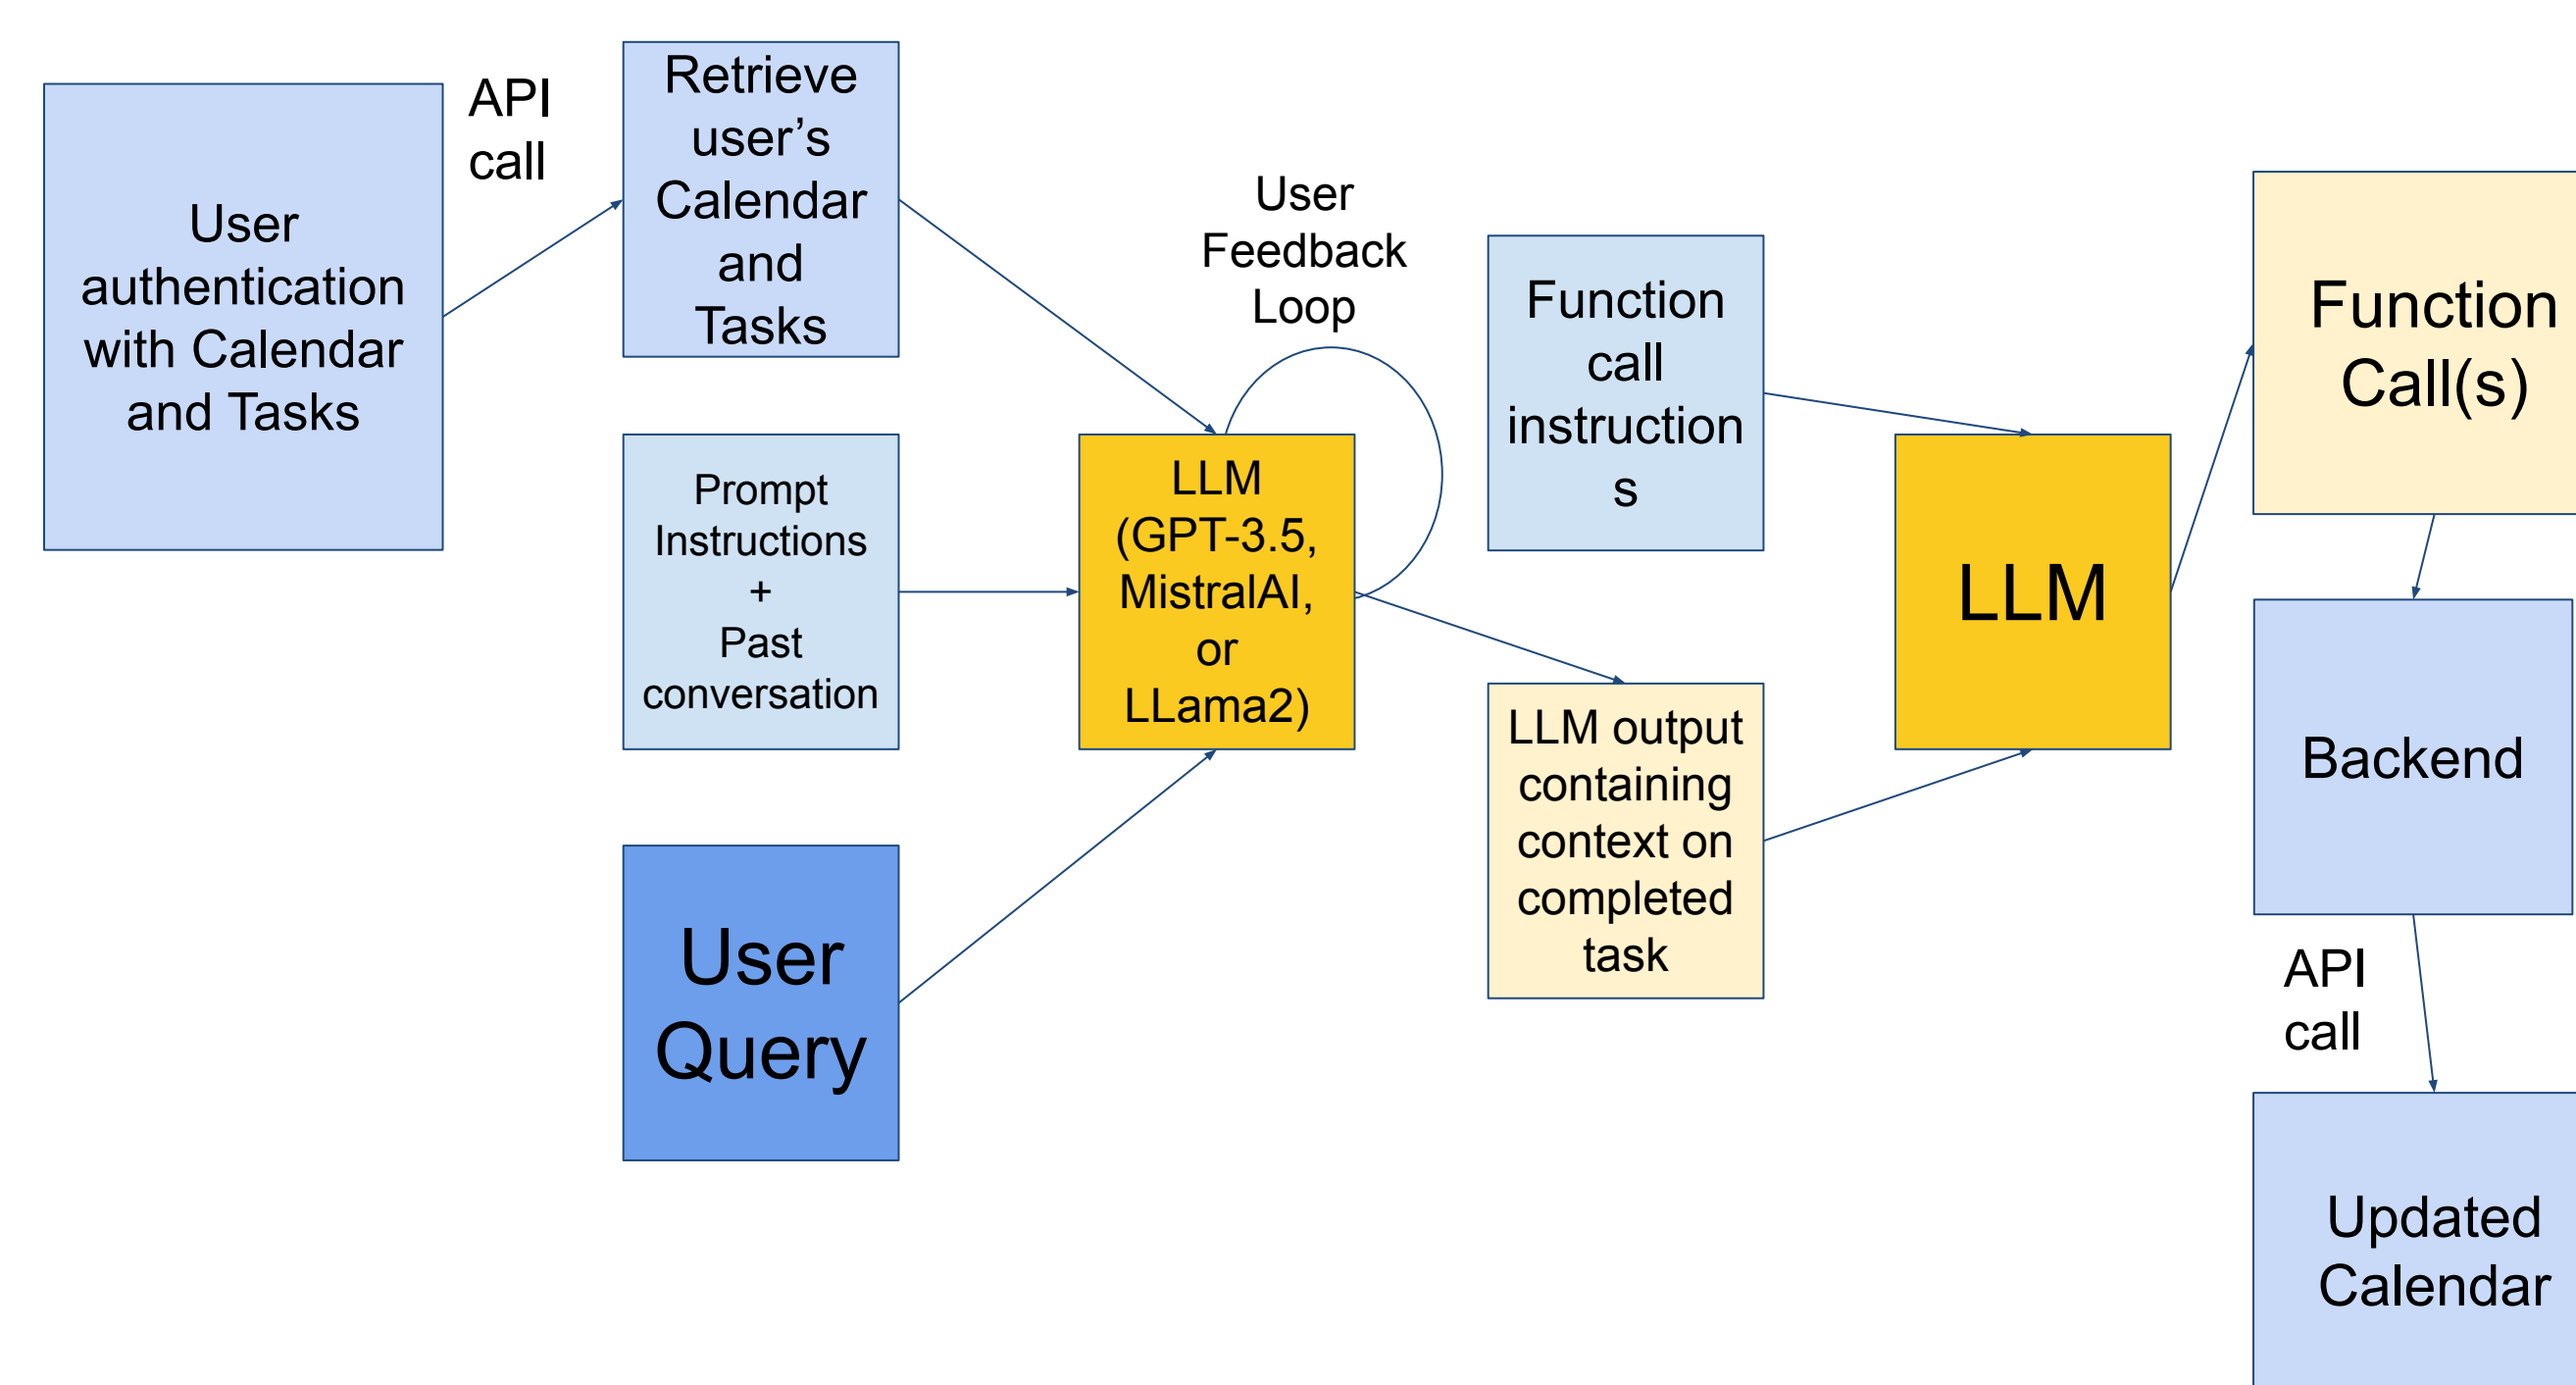 User
authentication
with Calendar
and Tasks
API
call
Retrieve
user’s
Calendar
and
Tasks
Prompt
Instructions
+
Past
conversation
User
Query
User
Feedback
Loop
LLM
(GPT-3.5,
MistralAI,
or
LLama2)
Function
call
instruction
s
LLM output
containing
context on
completed
task
LLM
Function
Call(s)
Backend
API
call
Updated
Calendar